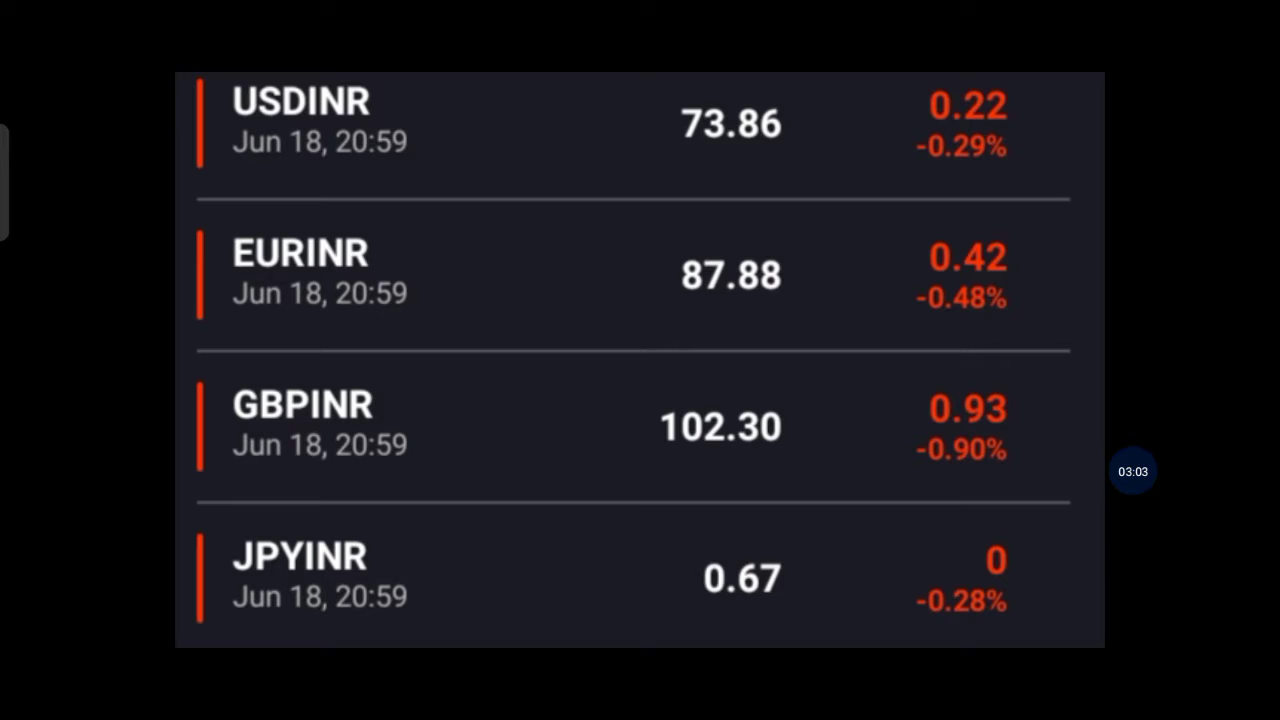 USDINR
Jun 18, 20:59
73.86
0.22
-0.29%
EURINR
Jun 18, 20:59
87.88
0.42
-0.48%
GBPINR
Jun 18, 20:59
102.30
0.93
-0.90%
JPYINR
Jun 18, 20:59
0.67
0
-0.28%
03:03